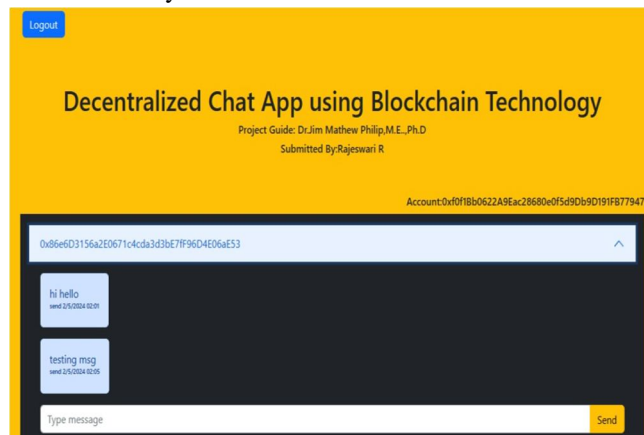 Logout
Decentralized Chat App using Blockchain Technology
Project Guide: Dr.Jim Mathew Philip,M.E.,Ph.D
Submitted By:Rajeswari R
Account:0xf0f1Bb0622A9Eac28680e0f5d9Db9D191FB77947
0x86e6D3156a2E0671c4cda3d3bE7fF96D4E06aE53
hi hello
send 2/5/2024 02:01
testing msg
send 2/5/2024 02:05
Type message
Send